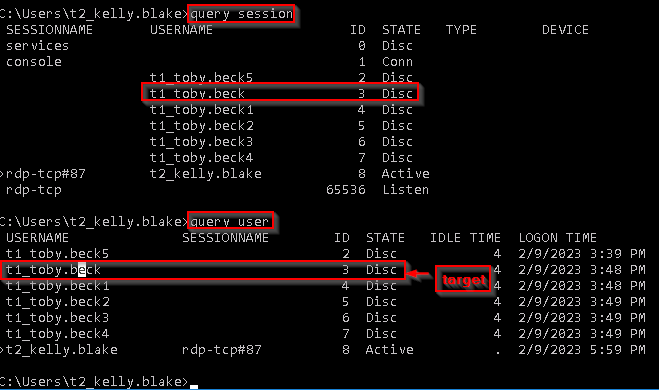 C:\Users\t2_kelly.blake>query session
SESSIONNAME USERNAME ID STATE TYPE DEVICE
services 0 Disc
console 1 Conn
t1_toby.beck5 2 Disc
t1_toby.beck 3 Disc
t1_toby.beck1 4 Disc
t1_toby.beck2 5 Disc
t1_toby.beck3 6 Disc
t1_toby.beck4 7 Disc
>rdp-tcp#87 t2_kelly.blake 8 Active
rdp-tcp 65536 Listen
C:\Users\t2_kelly.blake>query user
USERNAME SESSIONNAME ID STATE IDLE TIME LOGON TIME
t1_toby.beck5 2 Disc 4 2/9/2023 3:39 PM
t1_toby.beck 3 Disc 4 2/9/2023 3:48 PM
target
t1_toby.beck1 4 Disc 4 2/9/2023 3:48 PM
t1_toby.beck2 5 Disc 4 2/9/2023 3:49 PM
t1_toby.beck3 6 Disc 4 2/9/2023 3:49 PM
t1_toby.beck4 7 Disc 4 2/9/2023 3:49 PM
>t2_kelly.blake rdp-tcp#87 8 Active . 2/9/2023 5:59 PM
C:\Users\t2_kelly.blake>